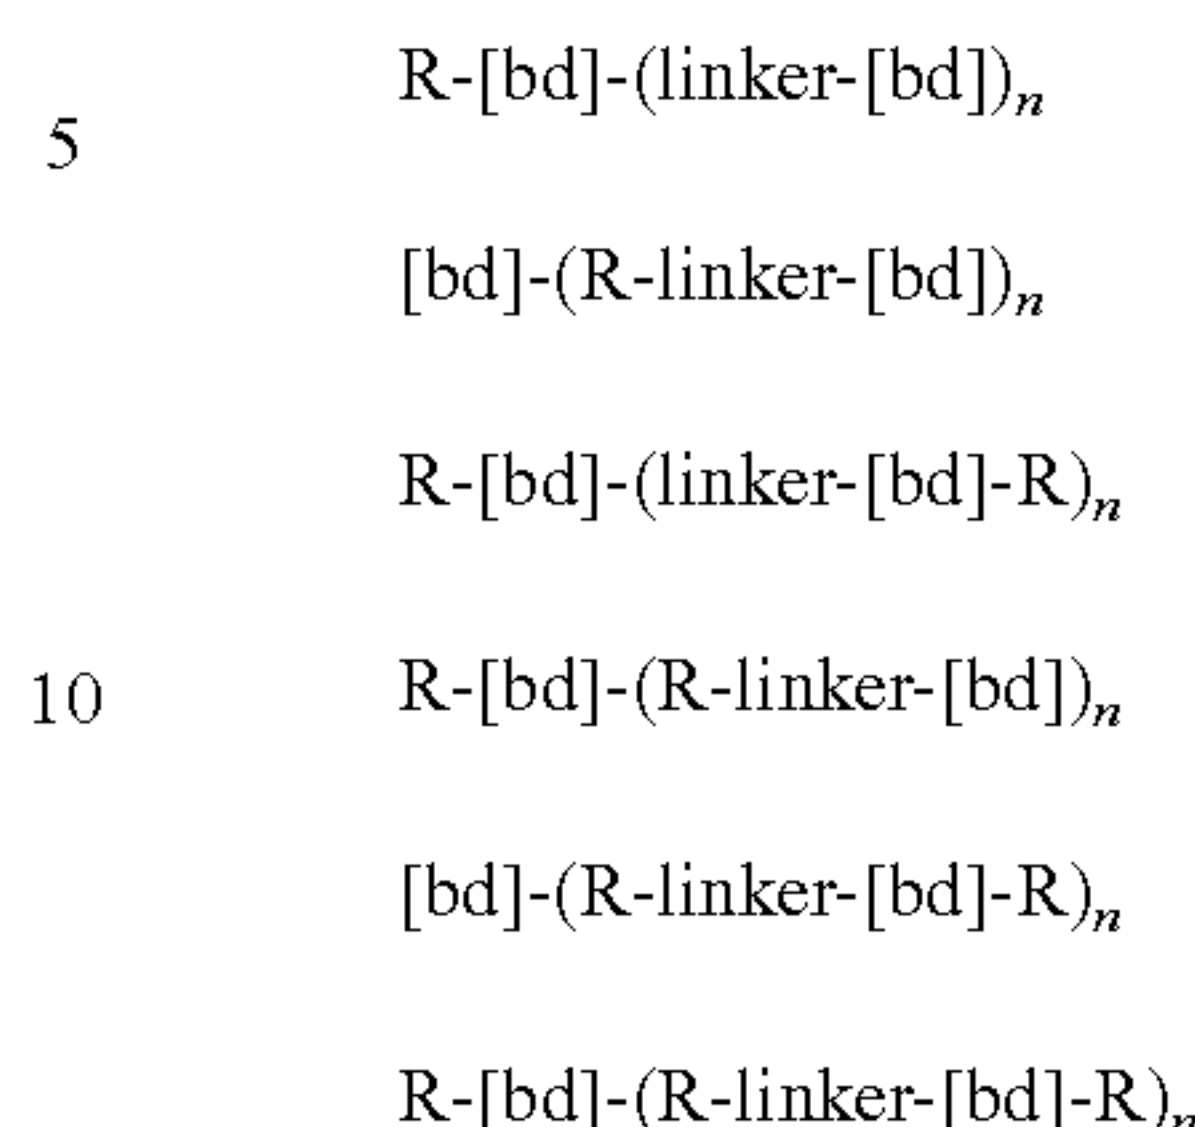 R-[bd]-(linker-[bd])n
5
[bd]-(R-linker-[bd])n
R-[bd]-(linker-[bd]-R)n
10 R-[bd]-(R-linker-[bd])n
[bd]-(R-linker-[bd]-R)n
R-[bd]-(R-linker-[bd]-R)n